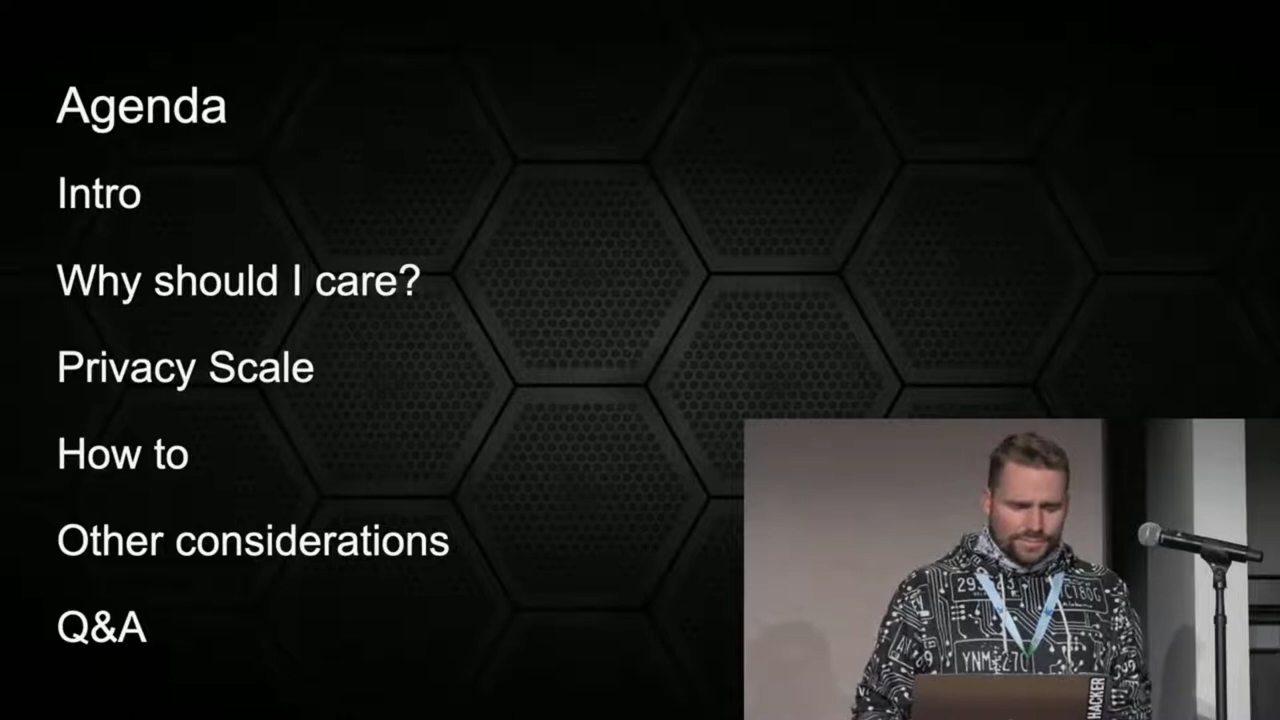 Agenda
Intro
Why should I care?
Privacy Scale
How to
Other considerations
Q&A
HACKER